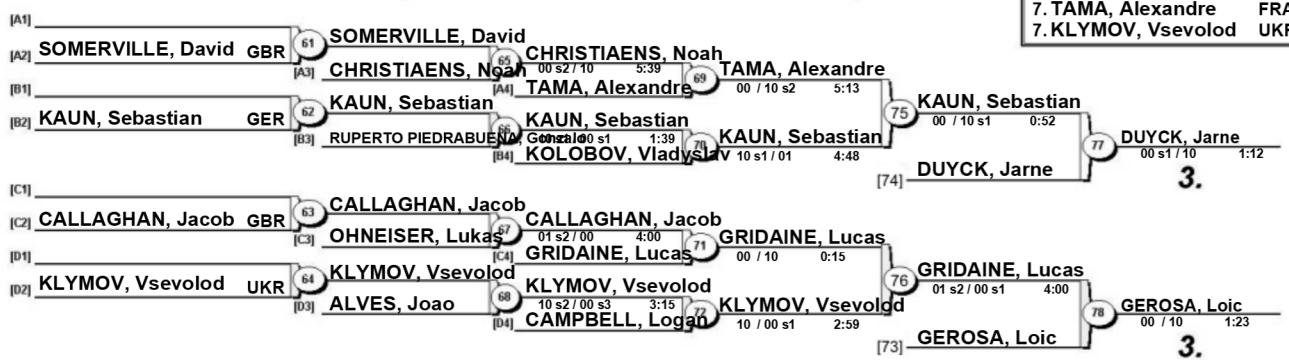 7. TAMA, Alexandre FRA
7. KLYMOV, Vsevolod UKR
[A1]
[A2] SOMERVILLE, David GBR
61
SOMERVILLE, David
[A3] CHRISTIAENS, Noah
65
CHRISTIAENS, Noah
00 s2 / 10 5:39
[A4] TAMA, Alexandre
69
TAMA, Alexandre
00 / 10 s2 5:13
[B1]
[B2] KAUN, Sebastian GER
62
KAUN, Sebastian
[B3] RUPERTO PIEDRABUENA, Gonzalo
66
KAUN, Sebastian
00 s1 1:39
[B4] KOLOBOV, Vladyslav
70
KAUN, Sebastian
10 s1 / 01 4:48
75
KAUN, Sebastian
00 / 10 s1 0:52
[74] DUYCK, Jarne
77
DUYCK, Jarne
00 s1 / 10 1:12
3.
[C1]
[C2] CALLAGHAN, Jacob GBR
63
CALLAGHAN, Jacob
[C3] OHNEISER, Lukas
67
CALLAGHAN, Jacob
01 s2 / 00 4:00
[C4] GRIDAINE, Lucas
71
GRIDAINE, Lucas
00 / 10 0:15
[D1]
[D2] KLYMOV, Vsevolod UKR
64
KLYMOV, Vsevolod
[D3] ALVES, Joao
68
KLYMOV, Vsevolod
10 s2 / 00 s3 3:15
[D4] CAMPBELL, Logan
72
KLYMOV, Vsevolod
10 / 00 s1 2:59
76
GRIDAINE, Lucas
01 s2 / 00 s1 4:00
[73] GEROSA, Loic
78
GEROSA, Loic
00 / 10 1:23
3.